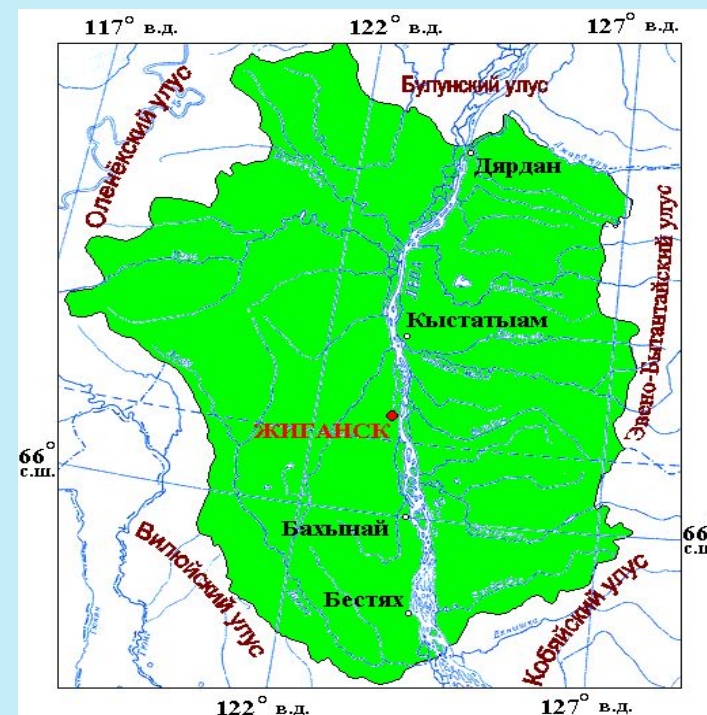 117° в.д.
122° в.д.
127° в.д.
Булунский улус
Оленёкский улус
Дярдан
ЛЕНА
Эвено-Бытантайский улус
Кыстатыам
ЖИГАНСК
66°
с.ш.
Бахынай
66
с.ш
Вилюйский улус
Бестях
Кобяйский улус
122° в.д.
127° в.д.